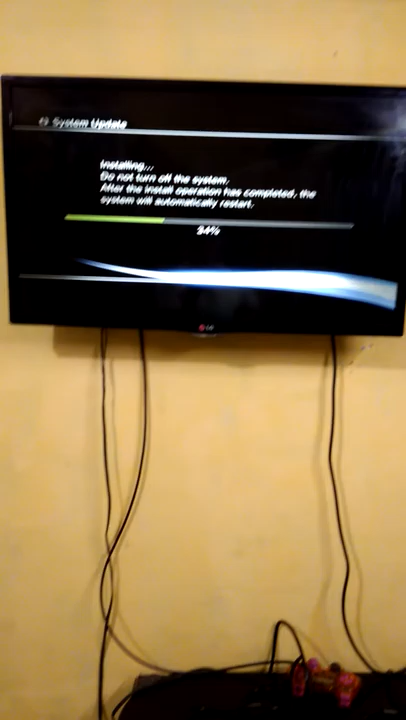 System Update
Installing...
Do not turn off the system.
After the install operation has completed, the
system will automatically restart.
34%
LG